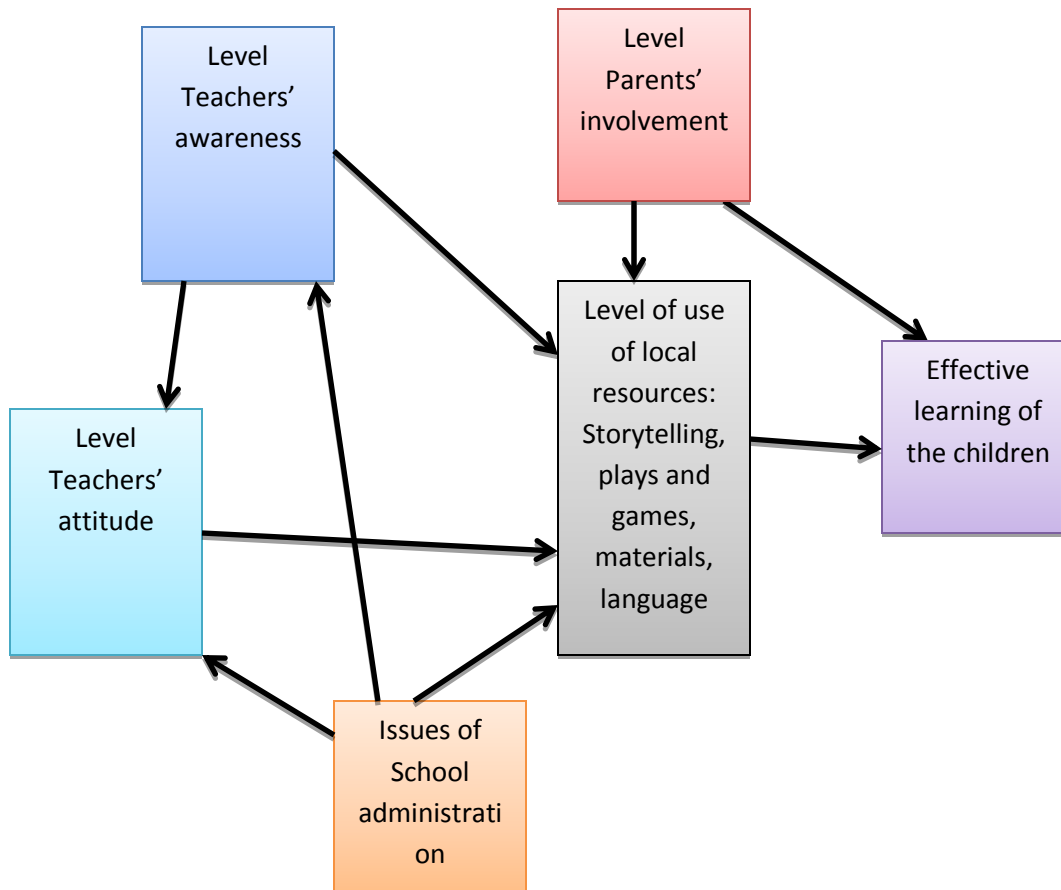 Level
Teachers’
awareness
Level
Parents’
involvement
Level of use
of local
resources:
Storytelling,
plays and
games,
materials,
language
Effective
learning of
the children
Level
Teachers’
attitude
Issues of
School
administrati
on